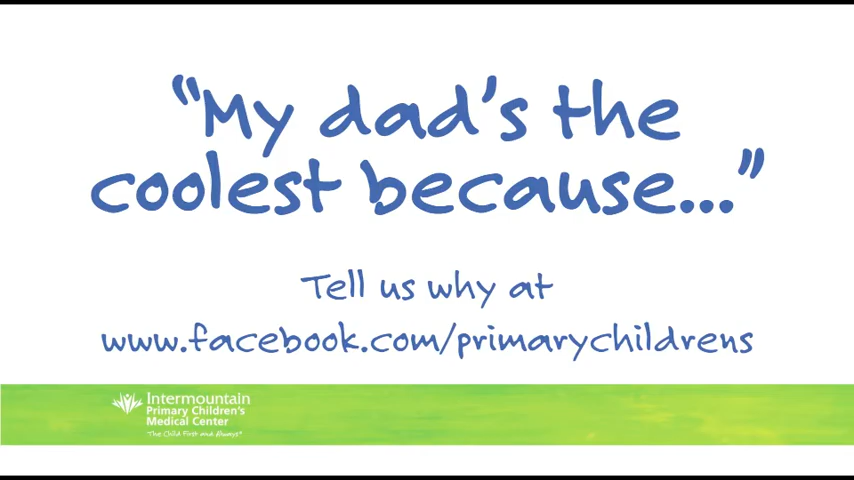 “My dad’s the
coolest because...”
Tell us why at
www.facebook.com/primarychildrens
Intermountain
Primary Children's
Medical Center
The Child First and Always®